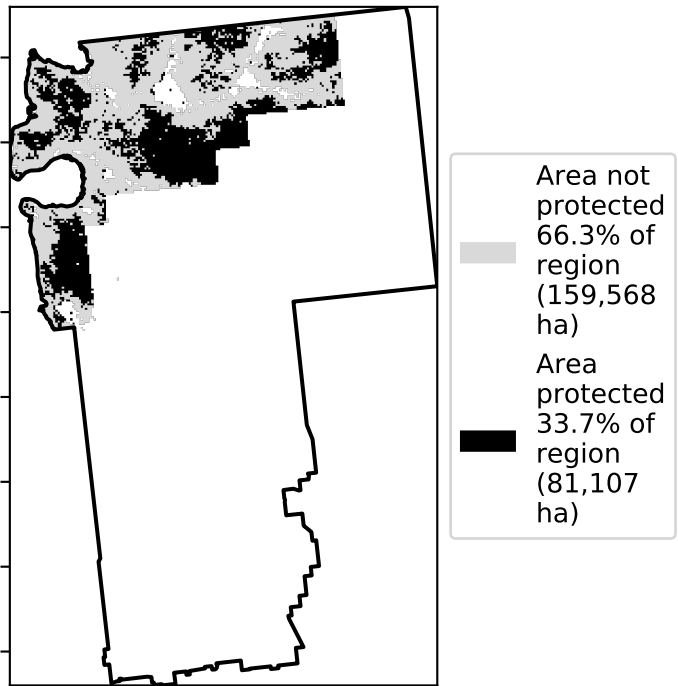 Area not
protected
66.3% of
region
(159,568
ha)
Area
protected
33.7% of
region
(81,107
ha)